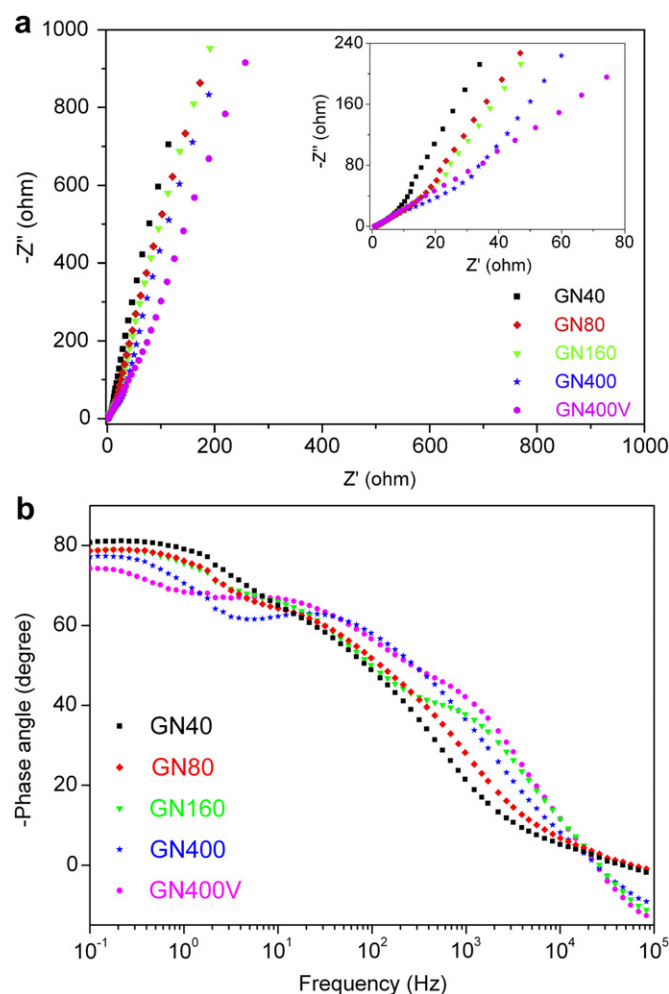 a
1000
800
600
400
200
0
-Z'' (ohm)
0 200 400 600 800 1000
Z' (ohm)
240
160
80
0
-Z'' (ohm)
0 20 40 60 80
Z' (ohm)
GN40
GN80
GN160
GN400
GN400V
b
80
60
40
20
0
-Phase angle (degree)
GN40
GN80
GN160
GN400
GN400V
10⁻¹ 10⁰ 10¹ 10² 10³ 10⁴ 10⁵
Frequency (Hz)